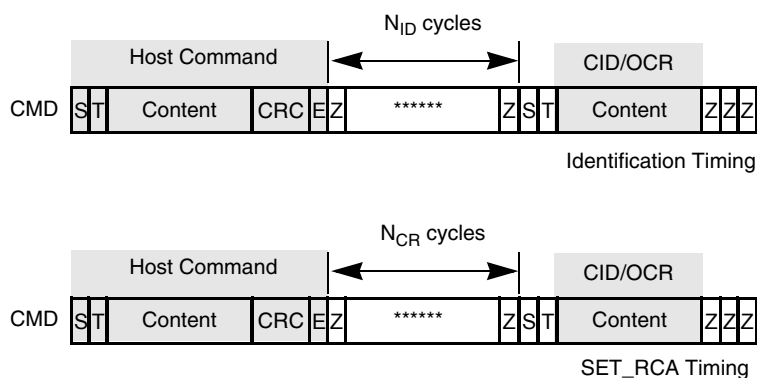 N_ID cycles
Host Command CID/OCR
CMD S T Content CRC E Z ****** Z S T Content Z Z Z
Identification Timing
N_CR cycles
Host Command CID/OCR
CMD S T Content CRC E Z ****** Z S T Content Z Z Z
SET_RCA Timing